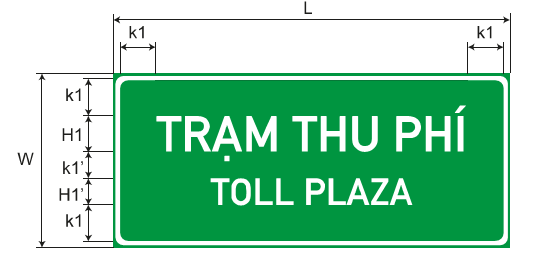 L
k1 k1
k1
H1
W
k1'
H1'
k1
TRẠM THU PHÍ
TOLL PLAZA